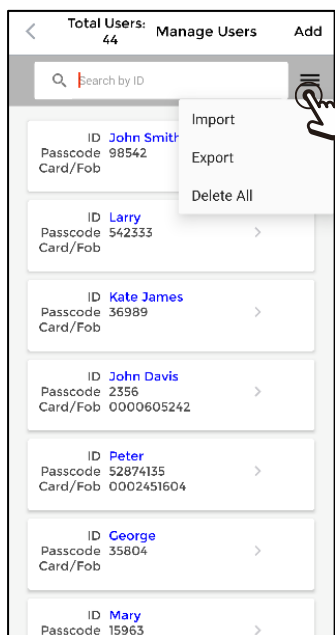 Total Users: 44 Manage Users Add
Search by ID
Import
Export
Delete All
ID John Smith
Passcode 98542
Card/Fob
ID Larry
Passcode 542333
Card/Fob
ID Kate James
Passcode 36989
Card/Fob
ID John Davis
Passcode 2356
Card/Fob 0000605242
ID Peter
Passcode 52874135
Card/Fob 0002451604
ID George
Passcode 35804
Card/Fob
ID Mary
Passcode 15963